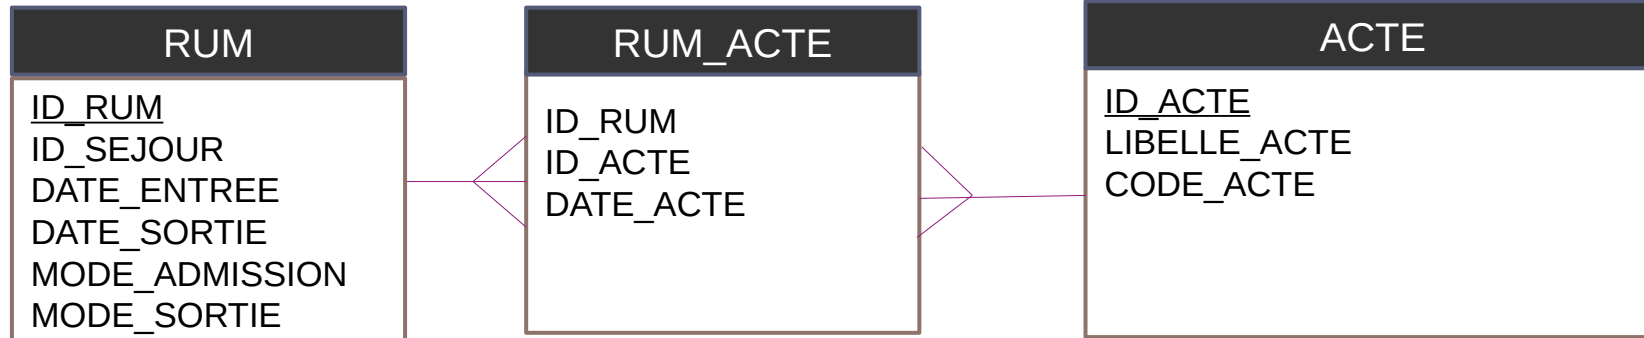 RUM
ID_RUM
ID_SEJOUR
DATE_ENTREE
DATE_SORTIE
MODE_ADMISSION
MODE_SORTIE
RUM_ACTE
ID_RUM
ID_ACTE
DATE_ACTE
ACTE
ID_ACTE
LIBELLE_ACTE
CODE_ACTE